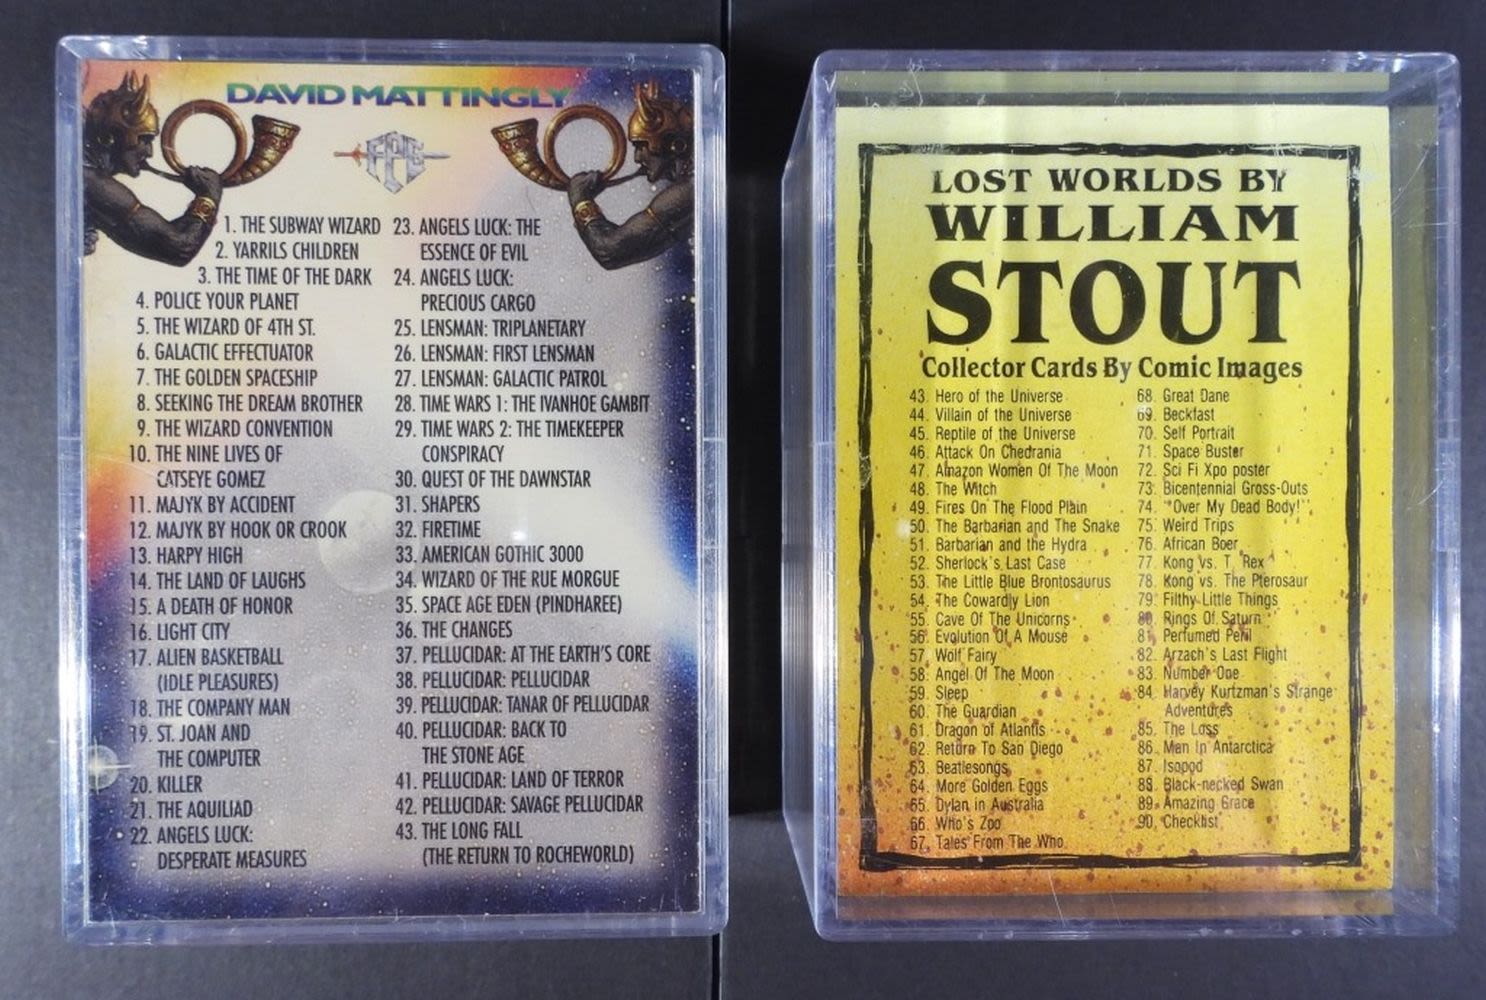 DAVID MATTINGLY
FPG
1. THE SUBWAY WIZARD
2. YARRILS CHILDREN
3. THE TIME OF THE DARK
4. POLICE YOUR PLANET
5. THE WIZARD OF 4TH ST.
6. GALACTIC EFFECTUATOR
7. THE GOLDEN SPACESHIP
8. SEEKING THE DREAM BROTHER
9. THE WIZARD CONVENTION
10. THE NINE LIVES OF
CATSEYE GOMEZ
11. MAJYK BY ACCIDENT
12. MAJYK BY HOOK OR CROOK
13. HARPY HIGH
14. THE LAND OF LAUGHS
15. A DEATH OF HONOR
16. LIGHT CITY
17. ALIEN BASKETBALL
(IDLE PLEASURES)
18. THE COMPANY MAN
19. ST. JOAN AND
THE COMPUTER
20. KILLER
21. THE AQUILIAD
22. ANGELS LUCK:
DESPERATE MEASURES
23. ANGELS LUCK: THE
ESSENCE OF EVIL
24. ANGELS LUCK:
PRECIOUS CARGO
25. LENSMAN: TRIPLANETARY
26. LENSMAN: FIRST LENSMAN
27. LENSMAN: GALACTIC PATROL
28. TIME WARS 1: THE IVANHOE GAMBIT
29. TIME WARS 2: THE TIMEKEEPER
CONSPIRACY
30. QUEST OF THE DAWNSTAR
31. SHAPERS
32. FIRETIME
33. AMERICAN GOTHIC 3000
34. WIZARD OF THE RUE MORGUE
35. SPACE AGE EDEN (PINDHAREE)
36. THE CHANGES
37. PELLUCIDAR: AT THE EARTH'S CORE
38. PELLUCIDAR: PELLUCIDAR
39. PELLUCIDAR: TANAR OF PELLUCIDAR
40. PELLUCIDAR: BACK TO
THE STONE AGE
41. PELLUCIDAR: LAND OF TERROR
42. PELLUCIDAR: SAVAGE PELLUCIDAR
43. THE LONG FALL
(THE RETURN TO ROCHEWORLD)
LOST WORLDS BY
WILLIAM
STOUT
Collector Cards By Comic Images
43. Hero of the Universe
44. Villain of the Universe
45. Reptile of the Universe
46. Attack On Chedrania
47. Amazon Women Of The Moon
48. The Witch
49. Fires On The Flood Plain
50. The Barbarian and The Snake
51. Barbarian and the Hydra
52. Sherlock's Last Case
53. The Little Blue Brontosaurus
54. The Cowardly Lion
55. Cave Of The Unicorns
56. Evolution Of A Mouse
57. Wolf Fairy
58. Angel Of The Moon
59. Sleep
60. The Guardian
61. Dragon of Atlantis
62. Return To San Diego
63. Beatlesongs
64. More Golden Eggs
65. Dylan in Australia
66. Who's Zoo
67. Tales From The Who
68. Great Dane
69. Beckfast
70. Self Portrait
71. Space Buster
72. Sci Fi Xpo poster
73. Bicentennial Gross-Outs
74. "Over My Dead Body!"
75. Weird Trips
76. African Boer
77. Kong vs. T. Rex
78. Kong vs. The Pterosaur
79. Filthy Little Things
80. Rings Of Saturn
81. Perfumed Peril
82. Arzach's Last Flight
83. Number One
84. Harvey Kurtzman's Strange
Adventures
85. The Loss
86. Men In Antarctica
87. Isopod
88. Black-necked Swan
89. Amazing Grace
90. Checklist